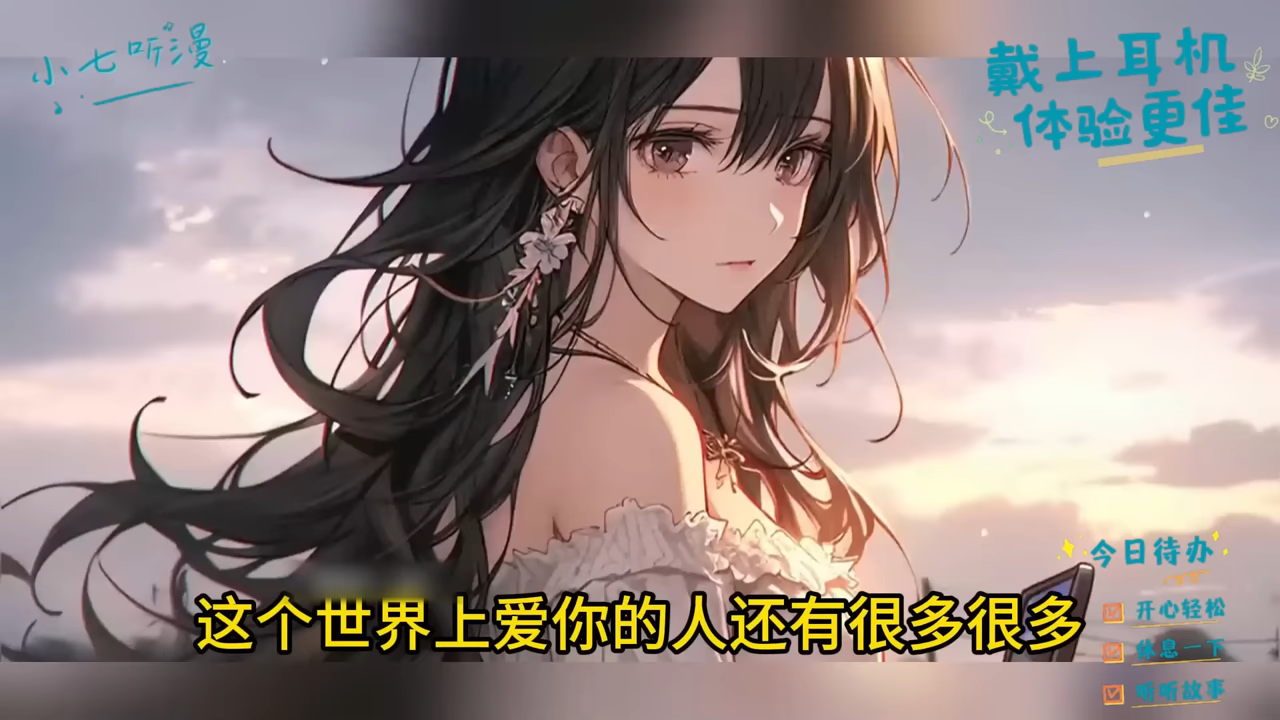 小七听漫
戴上耳机
体验更佳
今日待办
开心轻松
休息一下
听听故事
这个世界上爱你的人还有很多很多